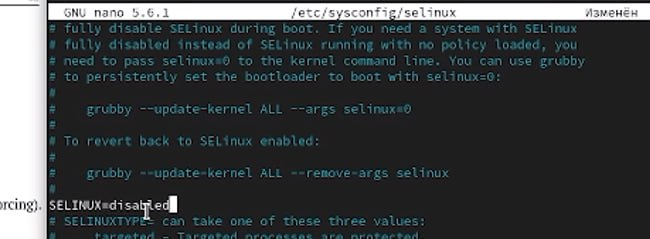 GNU nano 5.6.1 /etc/sysconfig/selinux Изменён
# fully disable SELinux during boot. If you need a system with SELinux
# fully disabled instead of SELinux running with no policy loaded, you
# need to pass selinux=0 to the kernel command line. You can use grubby
# to persistently set the bootloader to boot with selinux=0:
#
#    grubby --update-kernel ALL --args selinux=0
#
# To revert back to SELinux enabled:
#
#    grubby --update-kernel ALL --remove-args selinux
#
orcing). SELINUX=disabled
# SELINUXTYPE= can take one of these three values:
#     targeted - Targeted processes are protected,